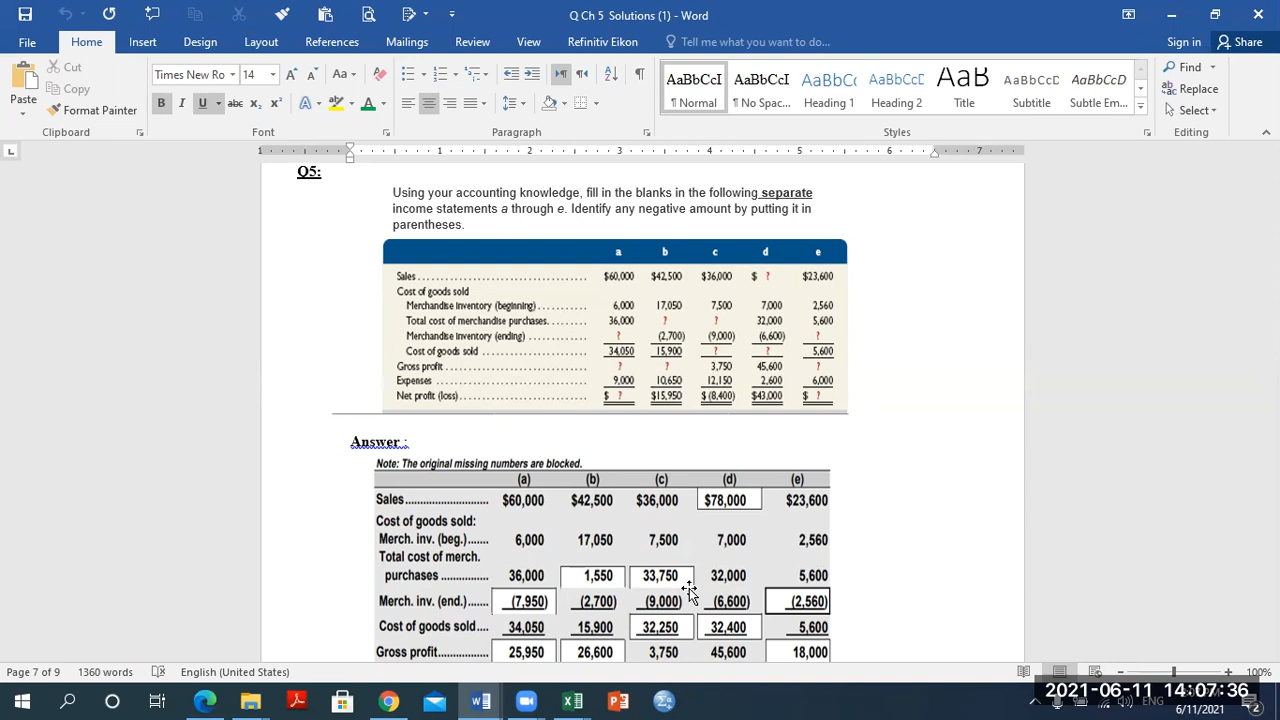 Q Ch 5 Solutions (1) - Word
File Home Insert Design Layout References Mailings Review View Refinitiv Eikon Tell me what you want to do... Sign in Share
Paste Cut Copy Format Painter
Times New Ro 14
AaBbCcI AaBbCcI AaBbC AaBbCcI AaB AaBbCcI AaBbCcI
¶ Normal ¶ No Spac... Heading 1 Heading 2 Title Subtitle Subtle Em...
Find Replace Select
Clipboard Font Paragraph Styles Editing
1 1 2 3 4 5 6 7
Q5:
Using your accounting knowledge, fill in the blanks in the following separate
income statements a through e. Identify any negative amount by putting it in
parentheses.
a b c d e
Sales $60,000 $42,500 $36,000 $ ? $23,600
Cost of goods sold
Merchandise inventory (beginning) 6,000 17,050 7,500 7,000 2,560
Total cost of merchandise purchases 36,000 ? ? 32,000 5,600
Merchandise inventory (ending) ? (2,700) (9,000) (6,600) ?
Cost of goods sold 34,050 15,900 ? ? 5,600
Gross profit ? ? 3,750 45,600 ?
Expenses 9,000 10,650 12,150 2,600 6,000
Net profit (loss) $ ? $15,950 $ (8,400) $43,000 $ ?
Answer :
Note: The original missing numbers are blocked.
(a) (b) (c) (d) (e)
Sales $60,000 $42,500 $36,000 $78,000 $23,600
Cost of goods sold:
Merch. inv. (beg.) 6,000 17,050 7,500 7,000 2,560
Total cost of merch.
purchases 36,000 1,550 33,750 32,000 5,600
Merch. inv. (end.) (7,950) (2,700) (9,000) (6,600) (2,560)
Cost of goods sold 34,050 15,900 32,250 32,400 5,600
Gross profit 25,950 26,600 3,750 45,600 18,000
Page 7 of 9 1360 words English (United States) 100%
2021-06-11 14:07:36
ENG
6/11/2021
2